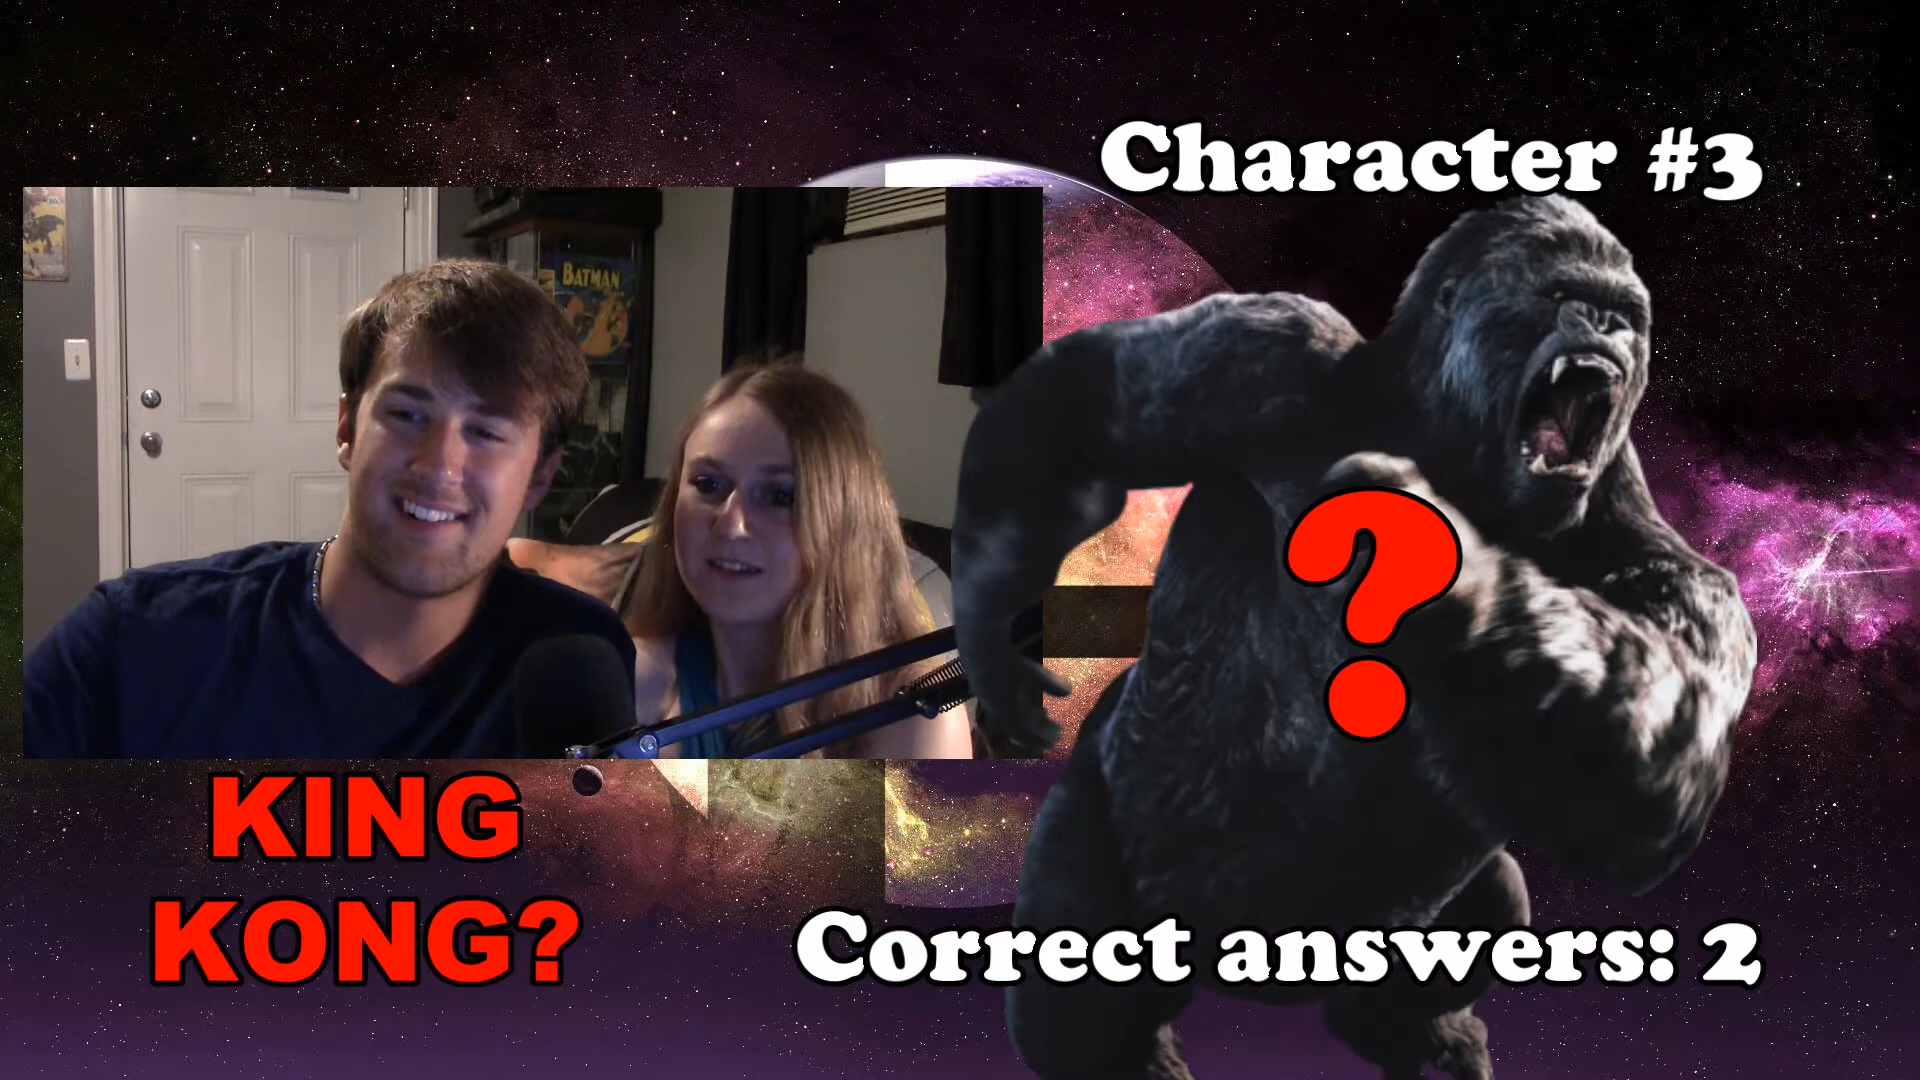 Character #3
BATMAN
?
KING
KONG?
Correct answers: 2